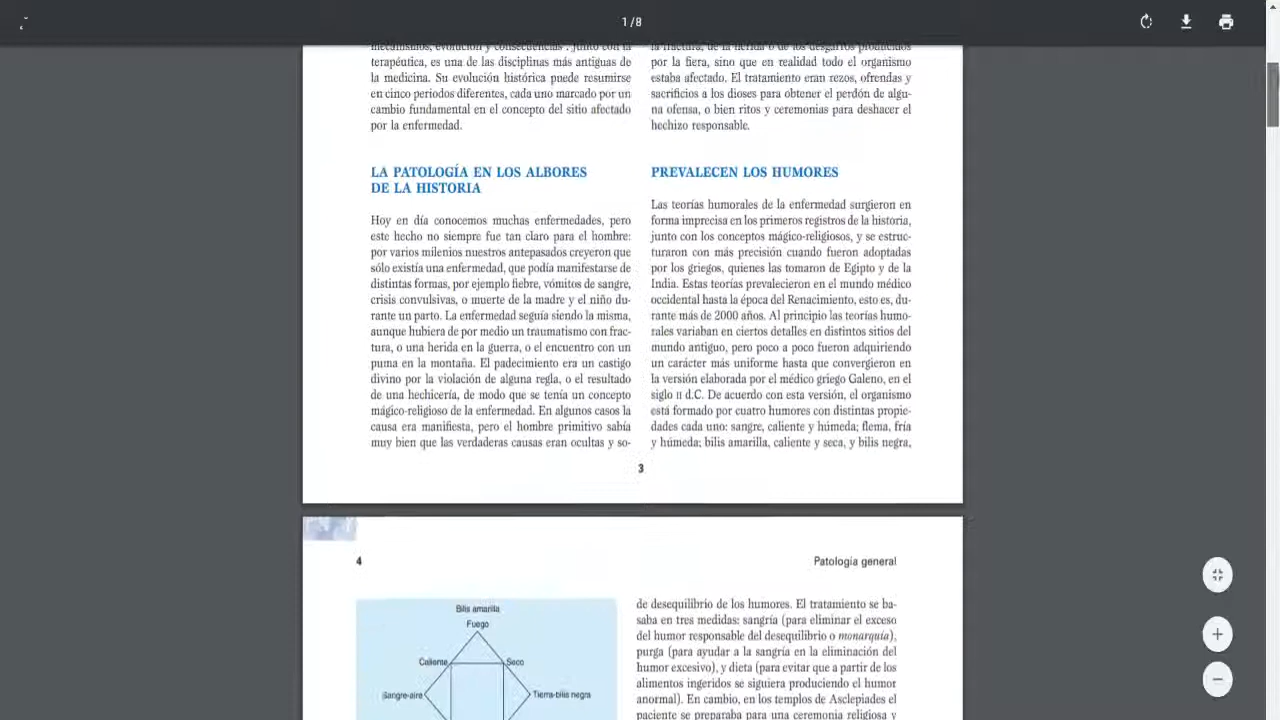 1 / 8
mecanismos, evolución y consecuencias". Junto con la
terapéutica, es una de las disciplinas más antiguas de
la medicina. Su evolución histórica puede resumirse
en cinco periodos diferentes, cada uno marcado por un
cambio fundamental en el concepto del sitio afectado
por la enfermedad.
LA PATOLOGÍA EN LOS ALBORES
DE LA HISTORIA
Hoy en día conocemos muchas enfermedades, pero
este hecho no siempre fue tan claro para el hombre:
por varios milenios nuestros antepasados creyeron que
sólo existía una enfermedad, que podía manifestarse de
distintas formas, por ejemplo fiebre, vómitos de sangre,
crisis convulsivas, o muerte de la madre y el niño du-
rante un parto. La enfermedad seguía siendo la misma,
aunque hubiera de por medio un traumatismo con frac-
tura, o una herida en la guerra, o el encuentro con un
puma en la montaña. El padecimiento era un castigo
divino por la violación de alguna regla, o el resultado
de una hechicería, de modo que se tenía un concepto
mágico-religioso de la enfermedad. En algunos casos la
causa era manifiesta, pero el hombre primitivo sabía
muy bien que las verdaderas causas eran ocultas y so-
la fractura, de la herida o de los desgarros producidos
por la fiera, sino que en realidad todo el organismo
estaba afectado. El tratamiento eran rezos, ofrendas y
sacrificios a los dioses para obtener el perdón de algu-
na ofensa, o bien ritos y ceremonias para deshacer el
hechizo responsable.
PREVALECEN LOS HUMORES
Las teorías humorales de la enfermedad surgieron en
forma imprecisa en los primeros registros de la historia,
junto con los conceptos mágico-religiosos, y se estruc-
turaron con más precisión cuando fueron adoptadas
por los griegos, quienes las tomaron de Egipto y de la
India. Estas teorías prevalecieron en el mundo médico
occidental hasta la época del Renacimiento, esto es, du-
rante más de 2000 años. Al principio las teorías humo-
rales variaban en ciertos detalles en distintos sitios del
mundo antiguo, pero poco a poco fueron adquiriendo
un carácter más uniforme hasta que convergieron en
la versión elaborada por el médico griego Galeno, en el
siglo II d.C. De acuerdo con esta versión, el organismo
está formado por cuatro humores con distintas propie-
dades cada uno: sangre, caliente y húmeda; flema, fría
y húmeda; bilis amarilla, caliente y seca, y bilis negra,
3
4
Patología general
Bilis amarilla
Fuego
Caliente
Seco
Sangre-aire
Tierra-bilis negra
de desequilibrio de los humores. El tratamiento se ba-
saba en tres medidas: sangría (para eliminar el exceso
del humor responsable del desequilibrio o monarquía),
purga (para ayudar a la sangría en la eliminación del
humor excesivo), y dieta (para evitar que a partir de los
alimentos ingeridos se siguiera produciendo el humor
anormal). En cambio, en los templos de Asclepiades el
paciente se preparaba para una ceremonia religiosa y